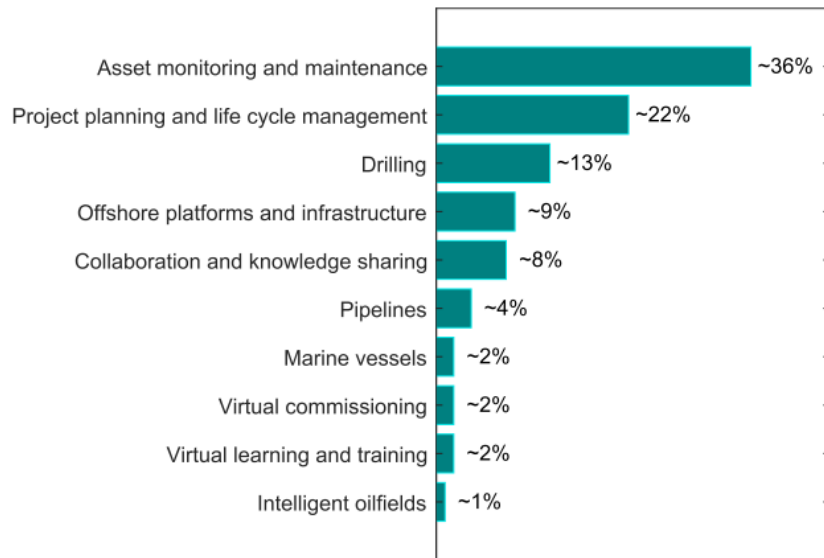 Asset monitoring and maintenance ~36%
Project planning and life cycle management ~22%
Drilling ~13%
Offshore platforms and infrastructure ~9%
Collaboration and knowledge sharing ~8%
Pipelines ~4%
Marine vessels ~2%
Virtual commissioning ~2%
Virtual learning and training ~2%
Intelligent oilfields ~1%